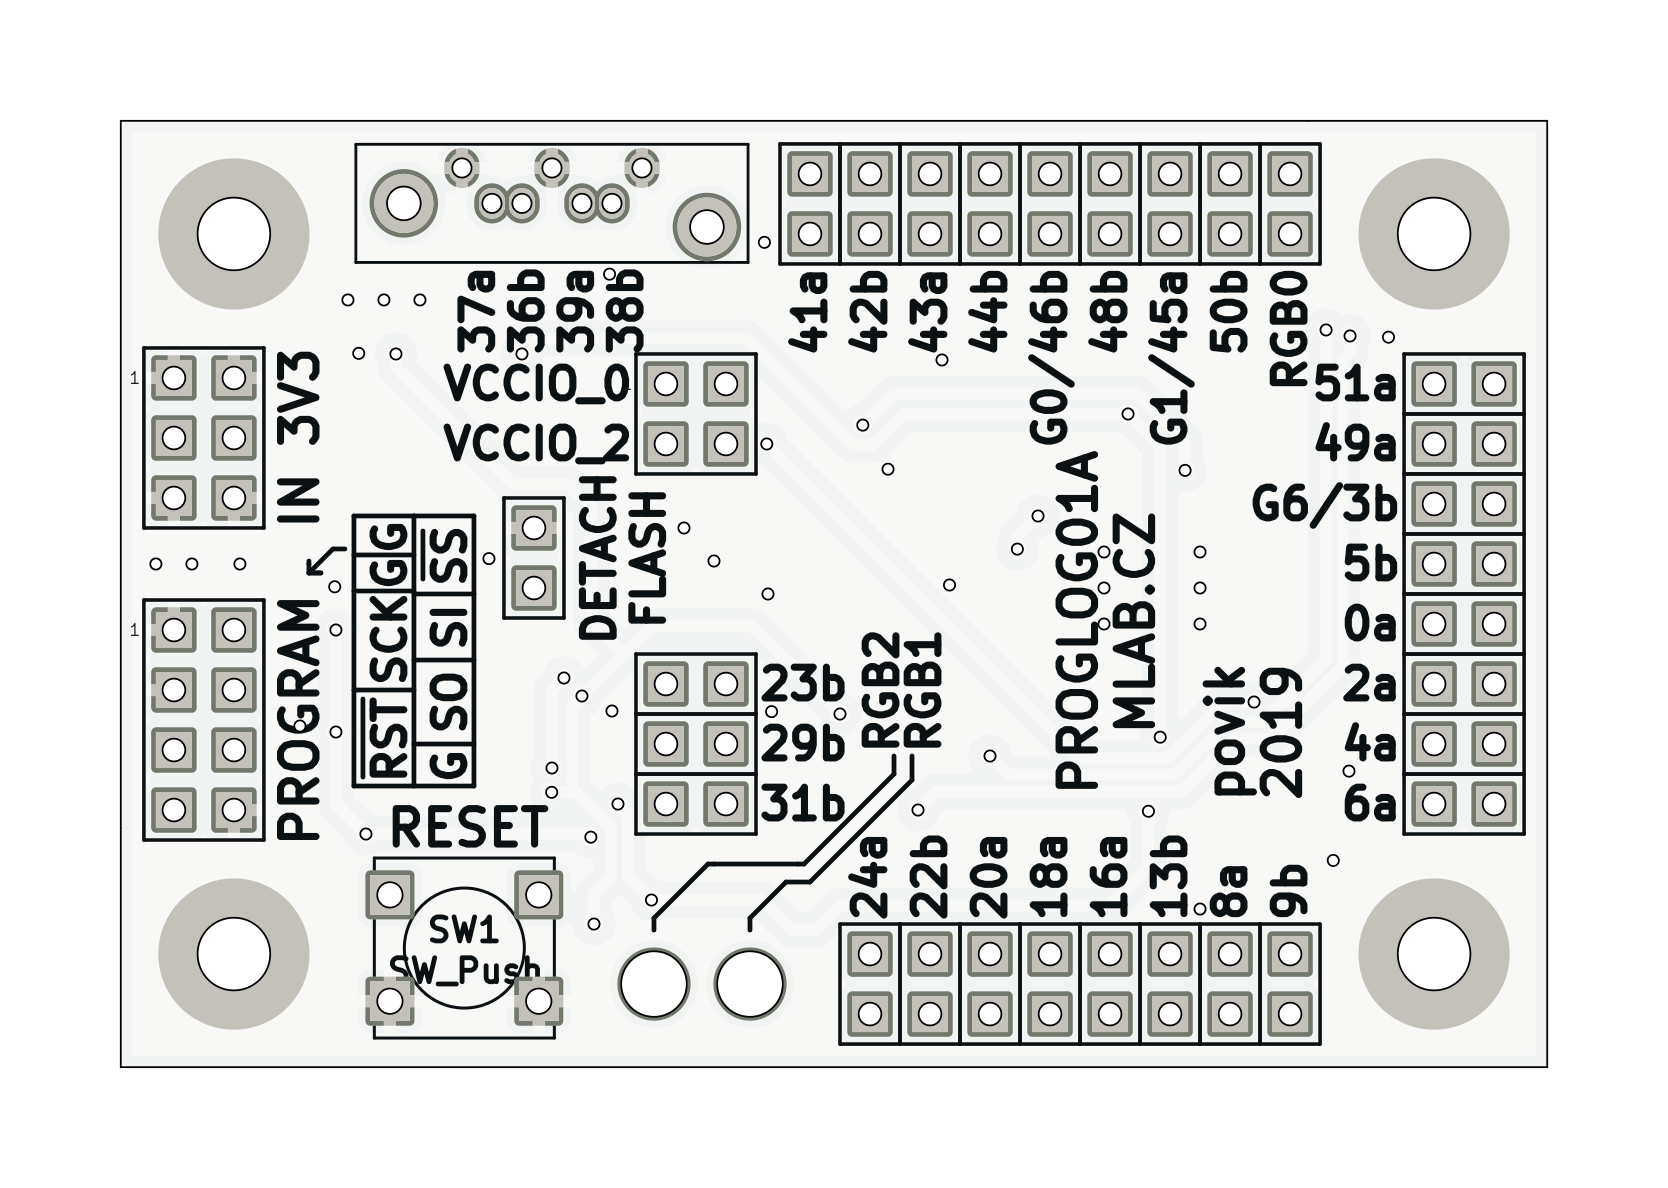 37a
36b
39a
38b
41a
42b
43a
44b
G0/46b
48b
G1/45a
50b
RGB0
1
IN 3V3
VCCIO_0
VCCIO_2
51a
49a
G6/3b
5b
0a
2a
4a
6a
DETACH
FLASH
1
PROGRAM
RST SCK G G
G SO SI SS
23b
29b
31b
RGB2
RGB1
PROGLOG01A
MLAB.CZ
povik
2019
RESET
SW1
SW_Push
24a
22b
20a
18a
16a
13b
8a
9b